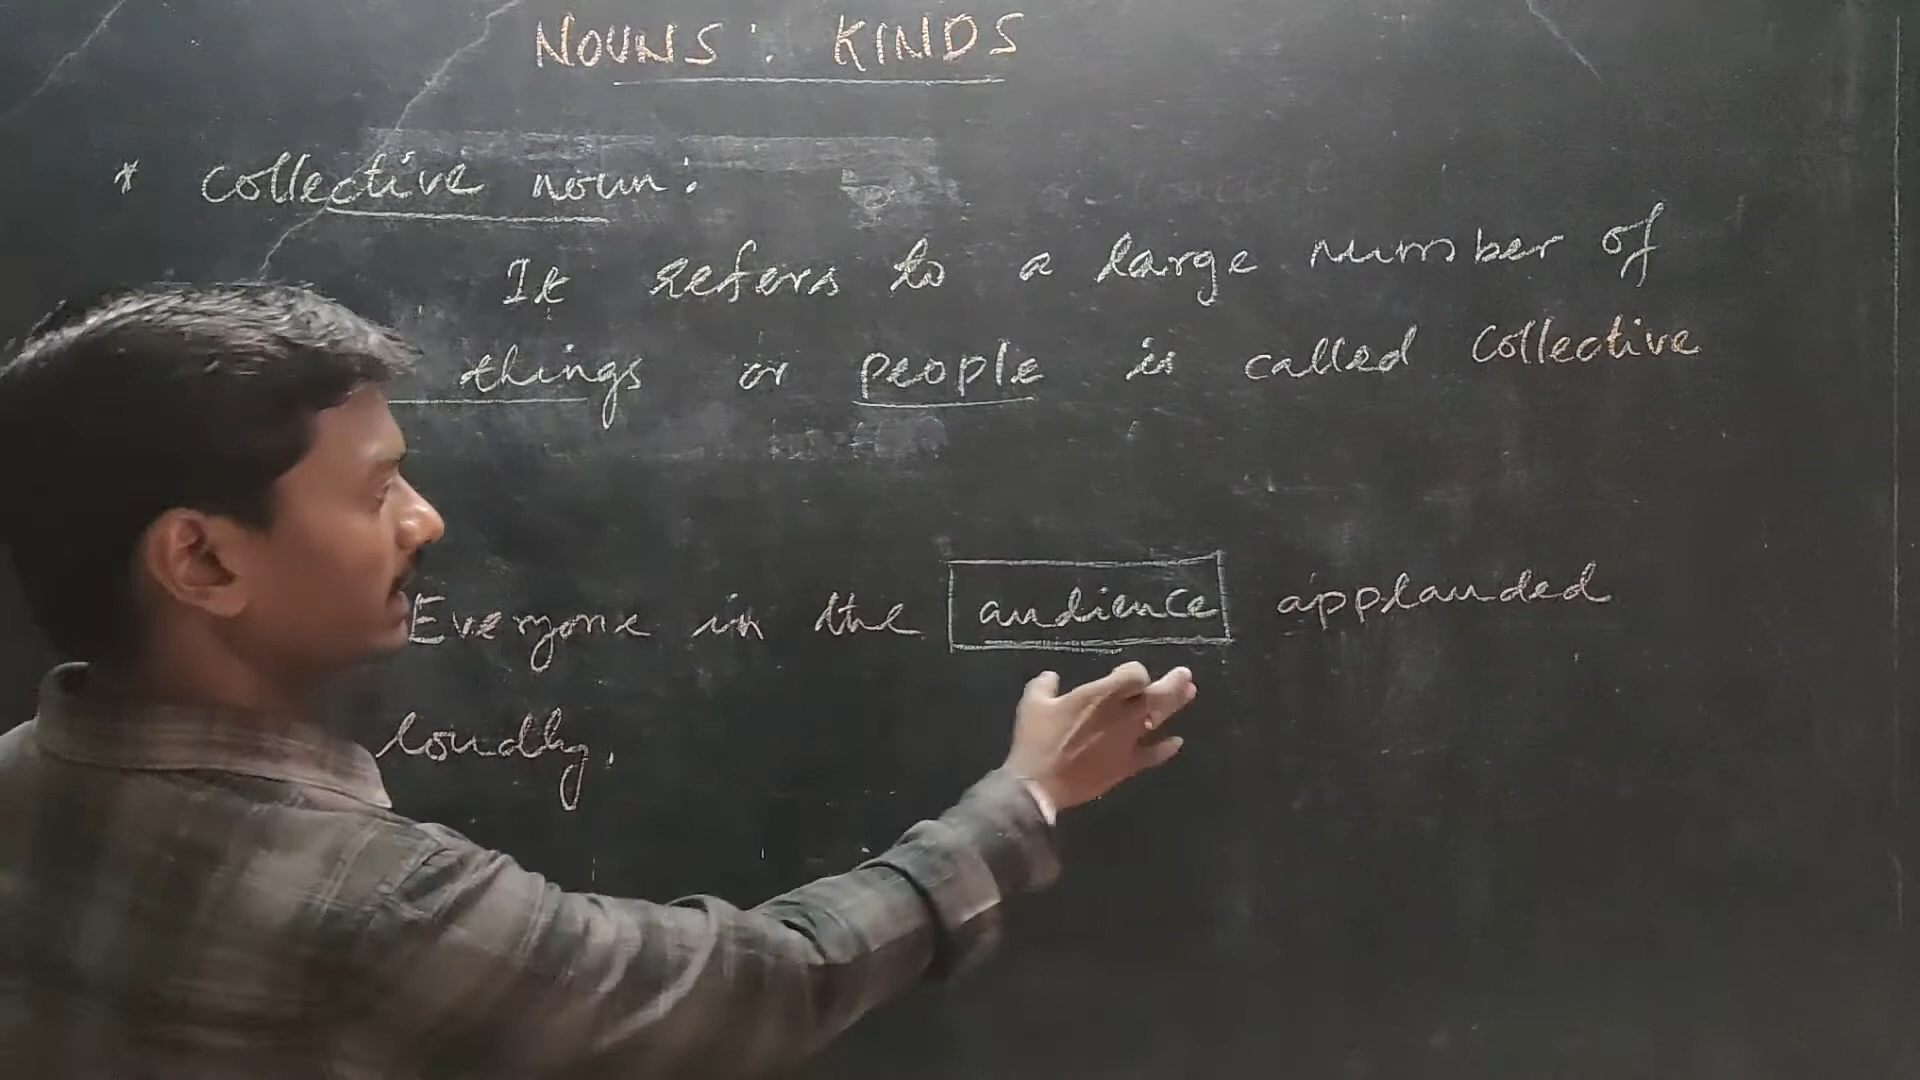 NOUNS: KINDS
* collective noun:
It refers to a large number of
things or people is called Collective
Everyone in the audience applauded
loudly.